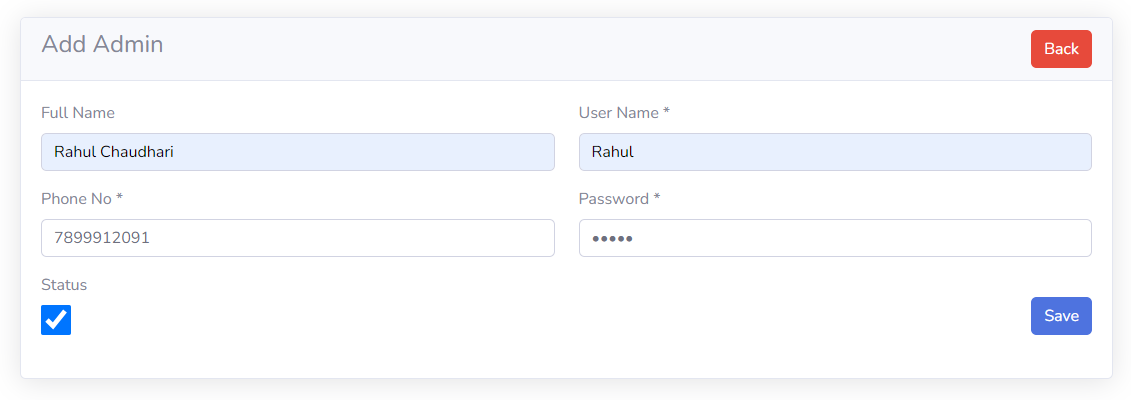 Add Admin
Back
Full Name
User Name *
Rahul Chaudhari
Rahul
Phone No *
Password *
7899912091
•••••
Status
Save